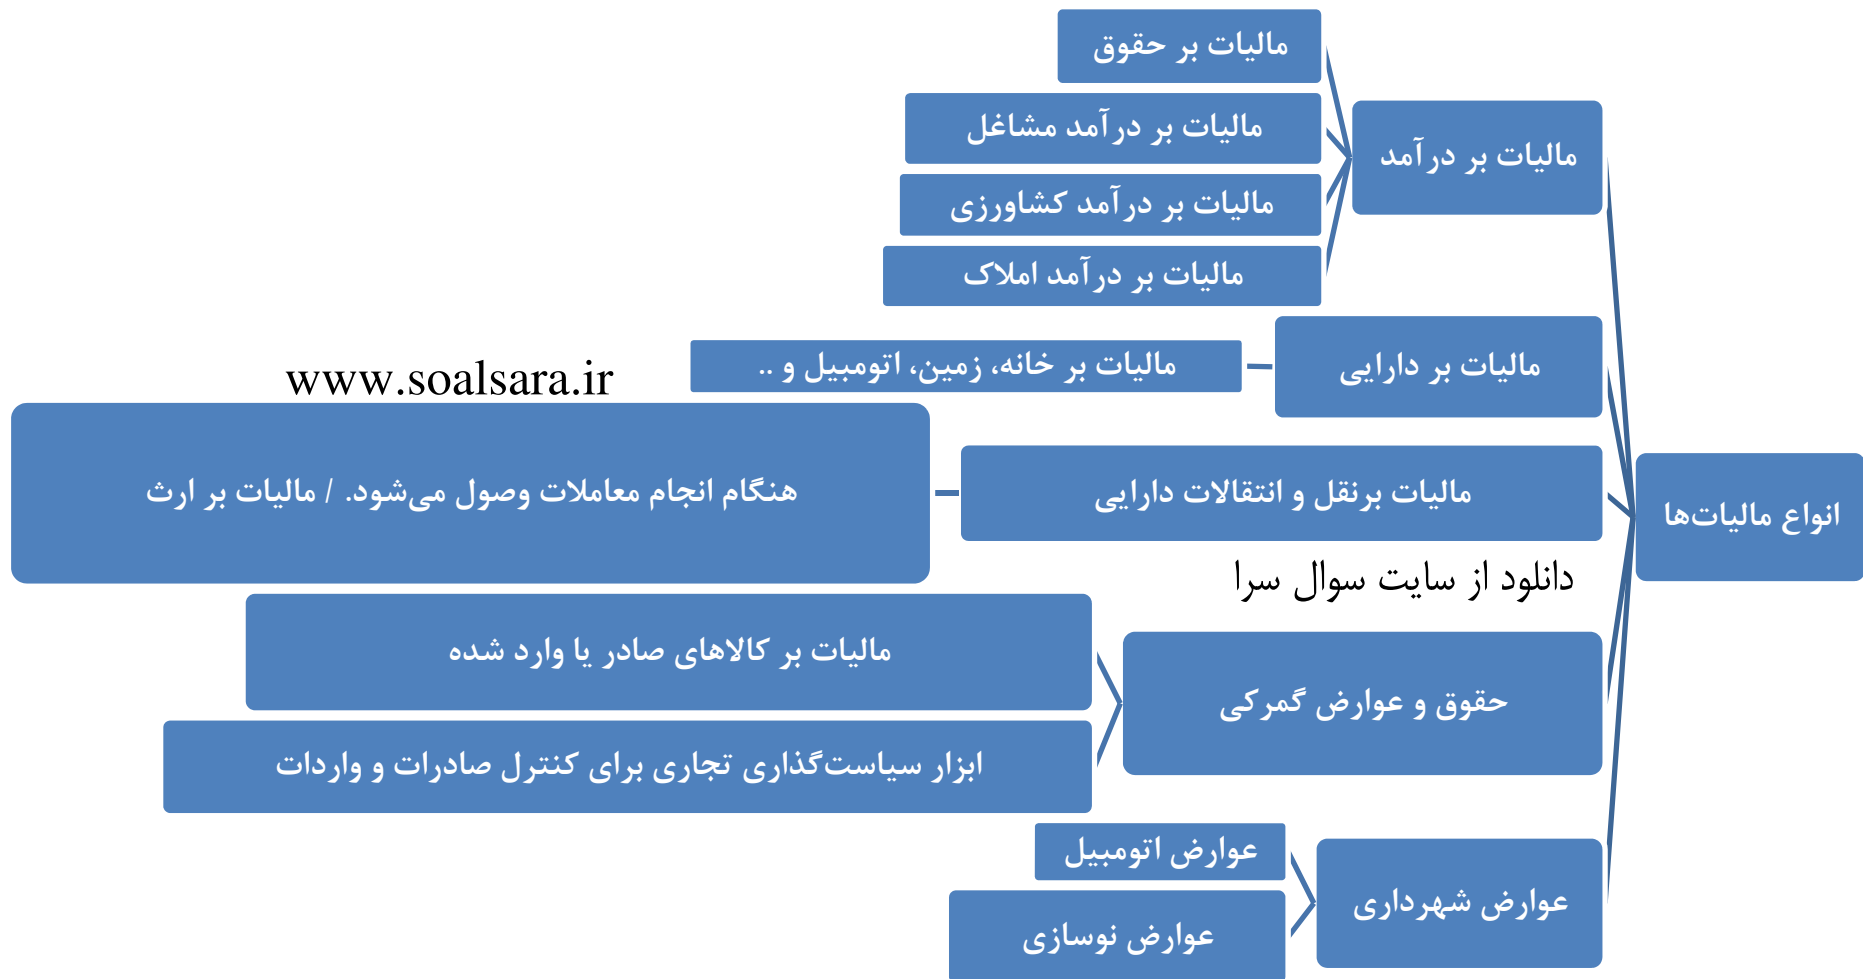 انواع مالیات‌ها
مالیات بر درآمد
مالیات بر حقوق
مالیات بر درآمد مشاغل
مالیات بر درآمد کشاورزی
مالیات بر درآمد املاک
مالیات بر دارایی
مالیات بر خانه، زمین، اتومبیل و ..
www.soalsara.ir
مالیات برنقل و انتقالات دارایی
هنگام انجام معاملات وصول می‌شود. / مالیات بر ارث
دانلود از سایت سوال سرا
حقوق و عوارض گمرکی
مالیات بر کالاهای صادر یا وارد شده
ابزار سیاست‌گذاری تجاری برای کنترل صادرات و واردات
عوارض شهرداری
عوارض اتومبیل
عوارض نوسازی